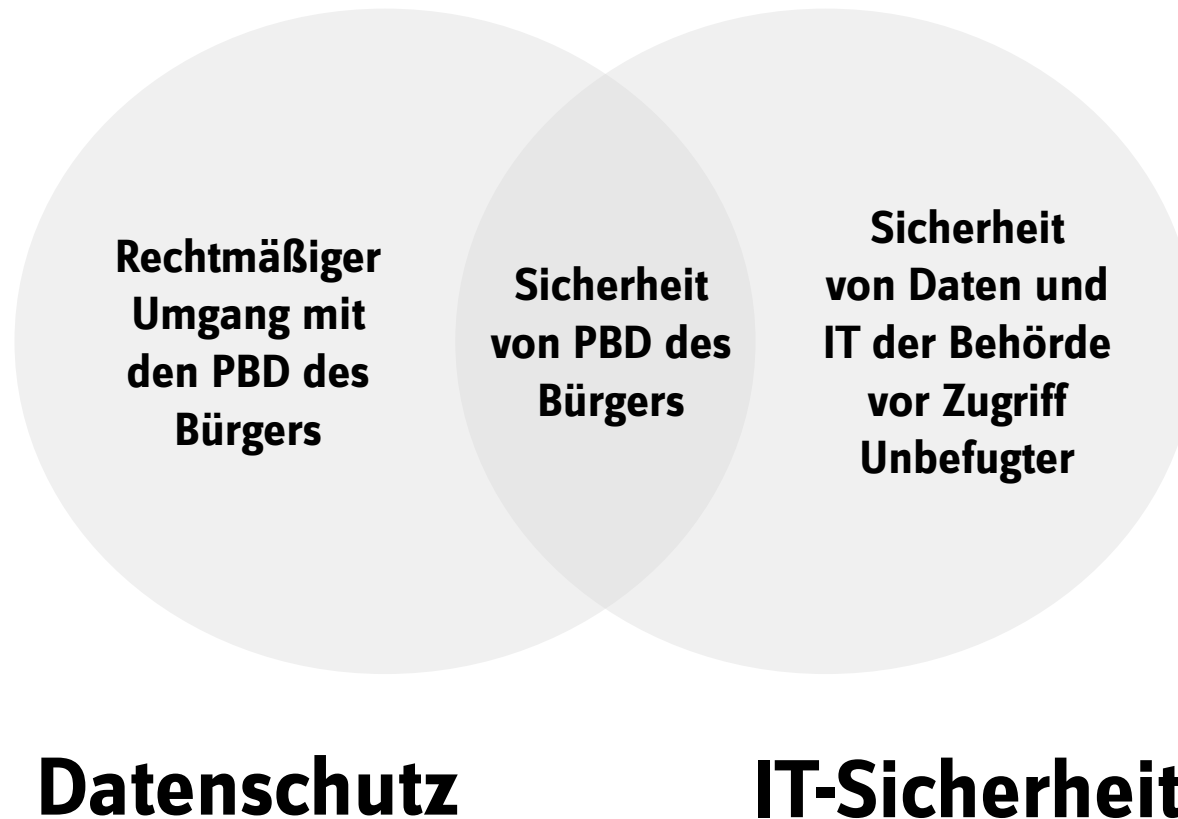 Rechtmäßiger
Umgang mit
den PBD des
Bürgers
Sicherheit
von PBD des
Bürgers
Sicherheit
von Daten und
IT der Behörde
vor Zugriff
Unbefugter
Datenschutz
IT-Sicherheit